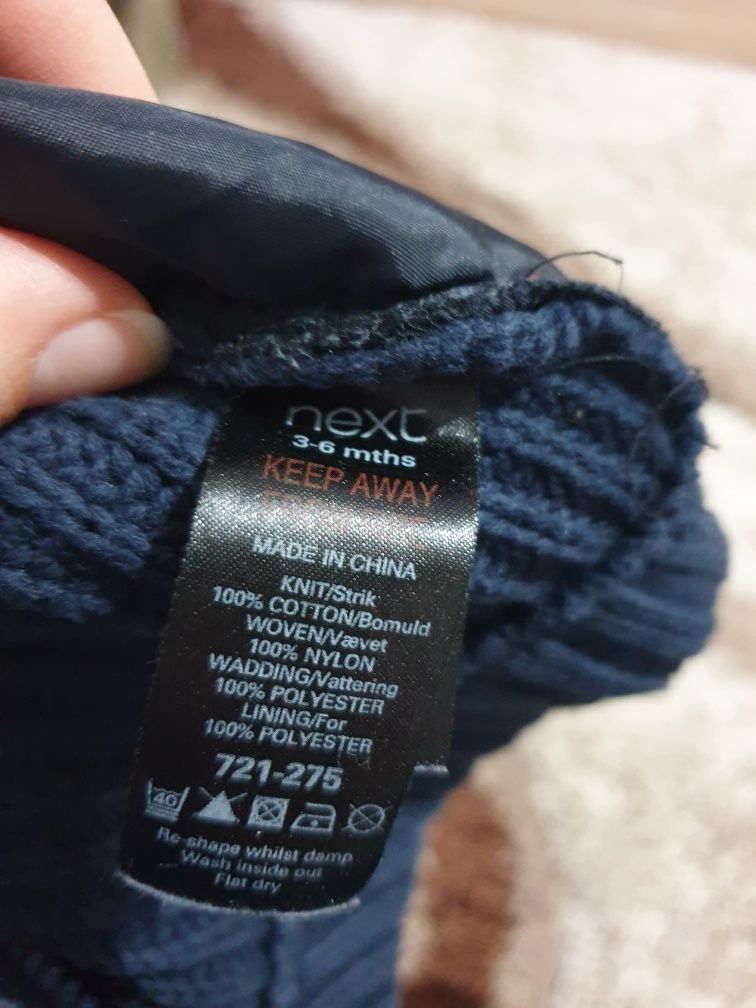 next
3-6 mths
KEEP AWAY
MADE IN CHINA
KNIT/Strik
100% COTTON/Bomuld
WOVEN/Vævet
100% NYLON
WADDING/Vattering
100% POLYESTER
LINING/For
100% POLYESTER
721-275
40
Re-shape whilst damp
Wash inside out
Flat dry